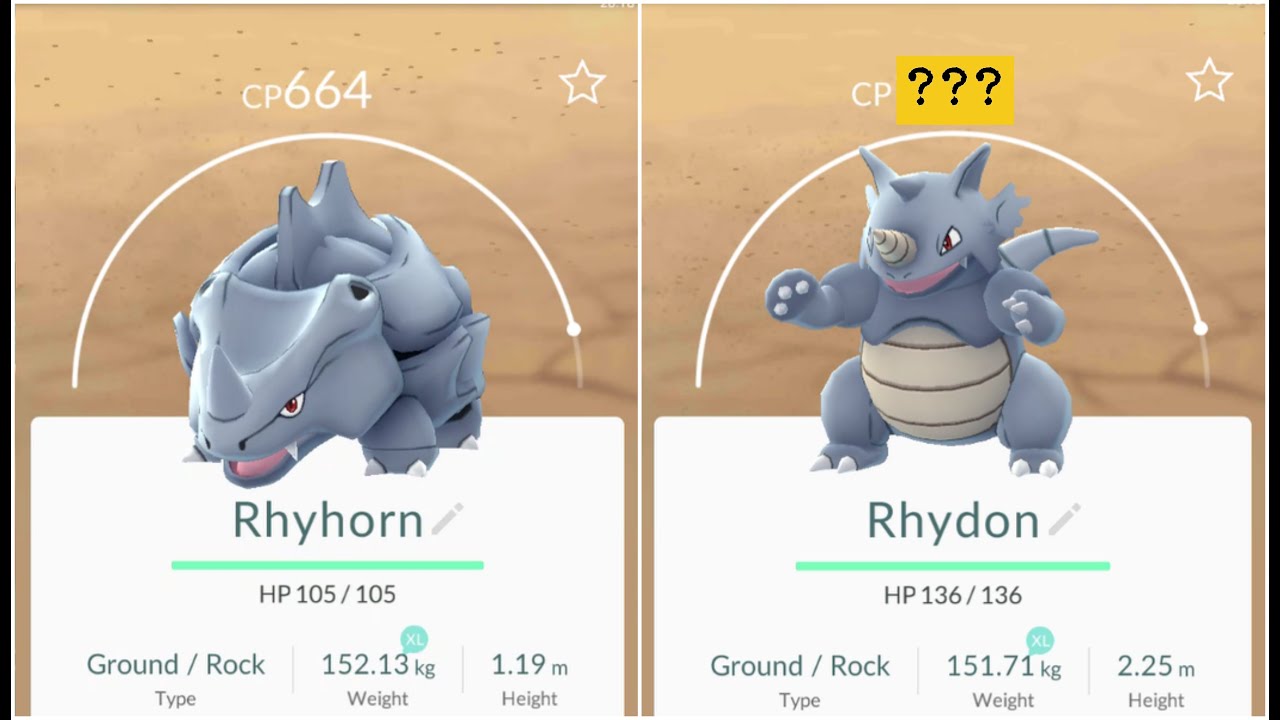 CP664
Rhyhorn
HP 105 / 105
XL
Ground / Rock
152.13 kg
1.19 m
Type
Weight
Height
CP ???
Rhydon
HP 136 / 136
XL
Ground / Rock
151.71 kg
2.25 m
Type
Weight
Height